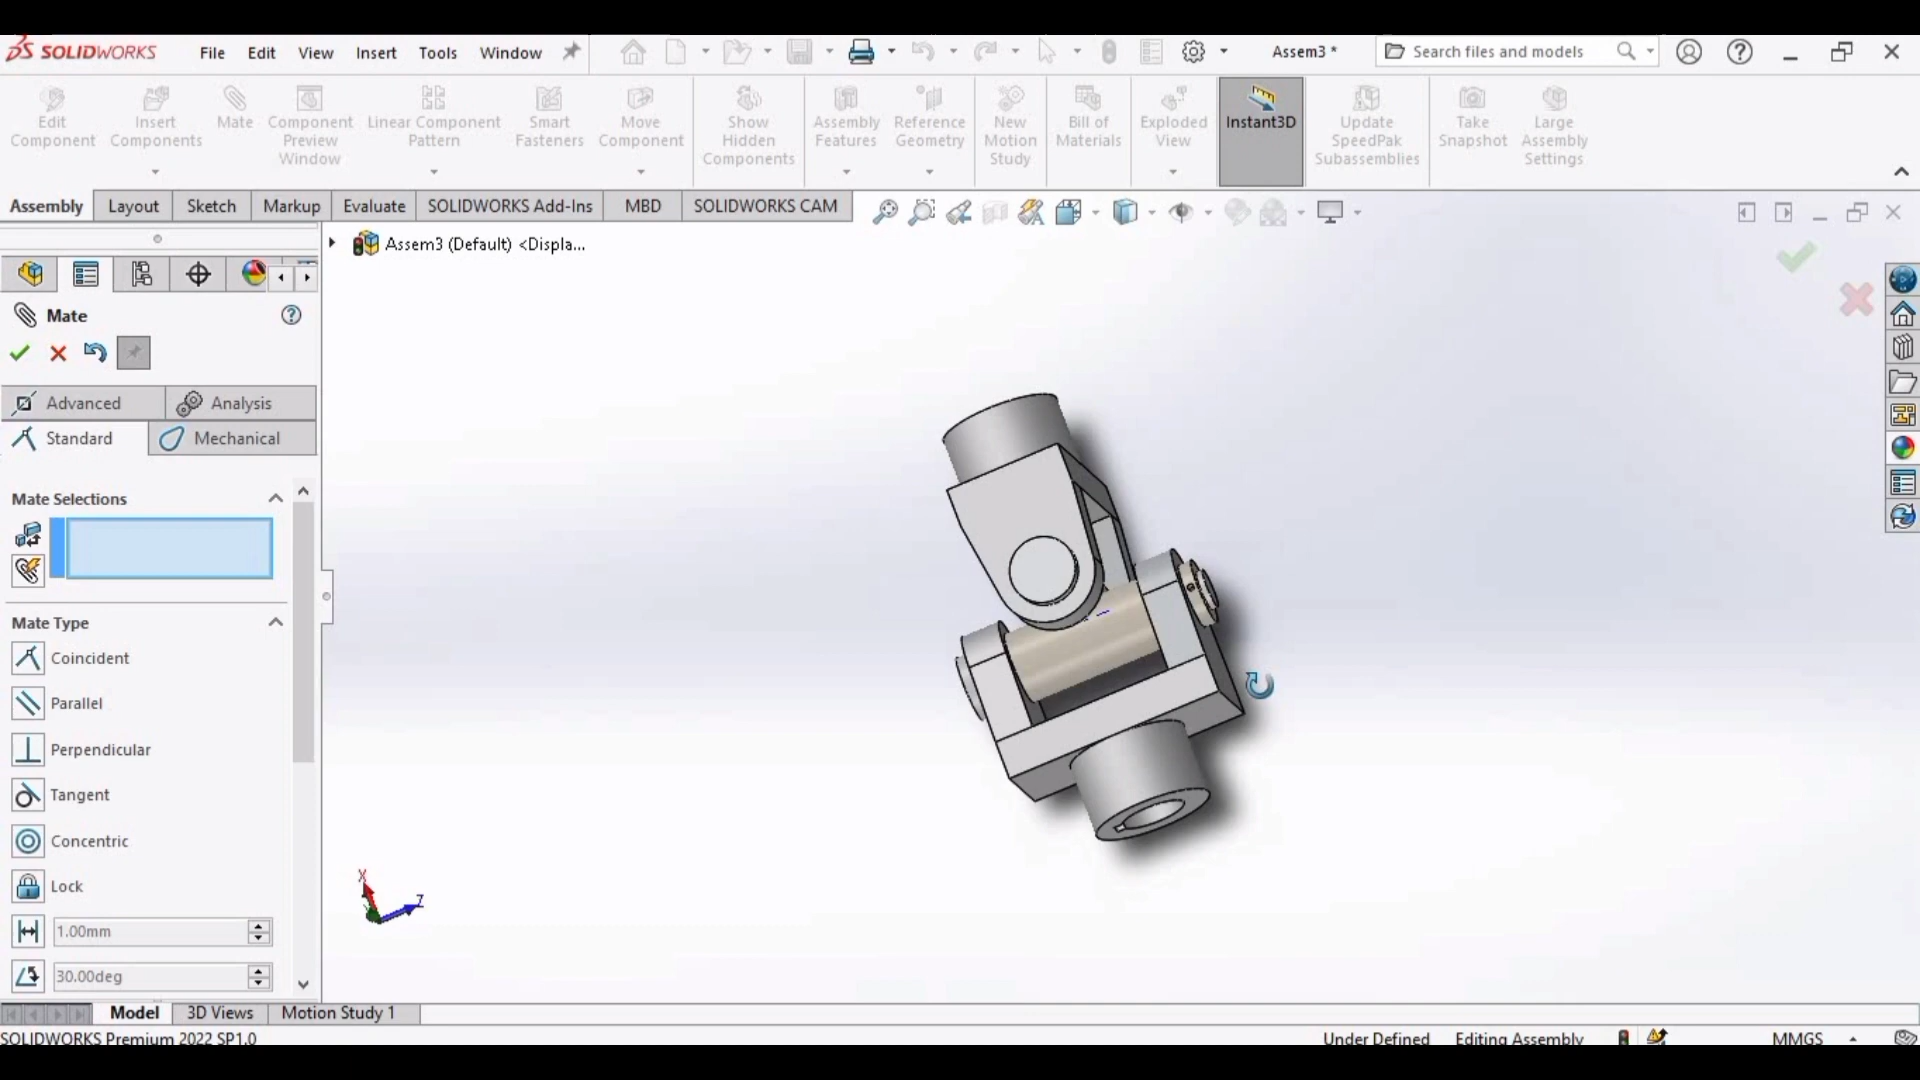 SOLIDWORKS File Edit View Insert Tools Window Assem3 * Search files and models
Edit Component
Insert Components
Mate
Component Preview Window
Linear Component Pattern
Smart Fasteners
Move Component
Show Hidden Components
Assembly Features
Reference Geometry
New Motion Study
Bill of Materials
Exploded View
Instant3D
Update SpeedPak Subassemblies
Take Snapshot
Large Assembly Settings
Assembly Layout Sketch Markup Evaluate SOLIDWORKS Add-Ins MBD SOLIDWORKS CAM
Assem3 (Default) <Displa...
Mate
Advanced Analysis
Standard Mechanical
Mate Selections
Mate Type
Coincident
Parallel
Perpendicular
Tangent
Concentric
Lock
1.00mm
30.00deg
X
Z
Model 3D Views Motion Study 1
SOLIDWORKS Premium 2022 SP1.0 Under Defined Editing Assembly MMGS